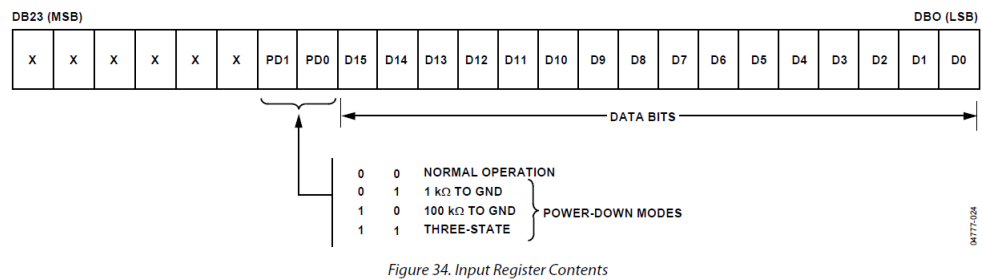 DB23 (MSB) DBO (LSB)
X X X X X X PD1 PD0 D15 D14 D13 D12 D11 D10 D9 D8 D7 D6 D5 D4 D3 D2 D1 D0
DATA BITS
0 0 NORMAL OPERATION
0 1 1 kΩ TO GND
1 0 100 kΩ TO GND
1 1 THREE-STATE
POWER-DOWN MODES
04777-024
Figure 34. Input Register Contents